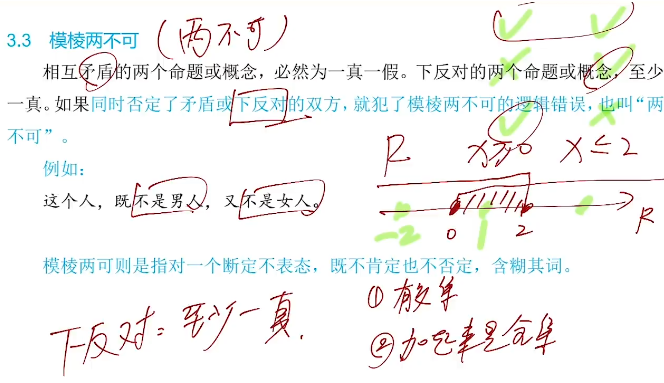 3.3 模棱两不可 (两不可)
相互矛盾的两个命题或概念，必然为一真一假。下反对的两个命题或概念，至少
一真。如果同时否定了矛盾或下反对的双方，就犯了模棱两不可的逻辑错误，也叫“两
不可”。
R x≥0 x≤2
例如：
这个人，既不是男人，又不是女人。
R
-2 0 1 2
模棱两可则是指对一个断定不表态，既不肯定也不否定，含糊其词。
下反对：至少一真.
①有交集
②加起来是全集